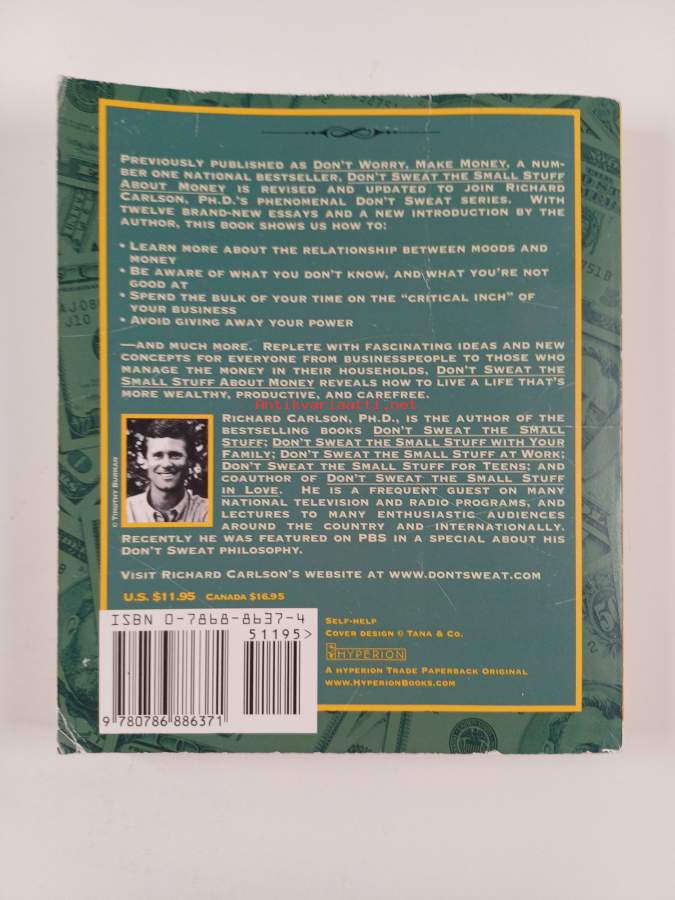 PREVIOUSLY PUBLISHED AS DON'T WORRY, MAKE MONEY, A NUM-
BER ONE NATIONAL BESTSELLER, DON'T SWEAT THE SMALL STUFF
ABOUT MONEY IS REVISED AND UPDATED TO JOIN RICHARD
CARLSON, PH.D.'S PHENOMENAL DON'T SWEAT SERIES. WITH
TWELVE BRAND-NEW ESSAYS AND A NEW INTRODUCTION BY THE
AUTHOR, THIS BOOK SHOWS US HOW TO:
• LEARN MORE ABOUT THE RELATIONSHIP BETWEEN MOODS AND
MONEY
• BE AWARE OF WHAT YOU DON'T KNOW, AND WHAT YOU'RE NOT
GOOD AT
• SPEND THE BULK OF YOUR TIME ON THE "CRITICAL INCH" OF
YOUR BUSINESS
• AVOID GIVING AWAY YOUR POWER
—AND MUCH MORE. REPLETE WITH FASCINATING IDEAS AND NEW
CONCEPTS FOR EVERYONE FROM BUSINESSPEOPLE TO THOSE WHO
MANAGE THE MONEY IN THEIR HOUSEHOLDS, DON'T SWEAT THE
SMALL STUFF ABOUT MONEY REVEALS HOW TO LIVE A LIFE THAT'S
MORE WEALTHY, PRODUCTIVE, AND CAREFREE.
Antikvariaatti.net
RICHARD CARLSON, PH.D., IS THE AUTHOR OF THE
BESTSELLING BOOKS DON'T SWEAT THE SMALL
STUFF; DON'T SWEAT THE SMALL STUFF WITH YOUR
FAMILY; DON'T SWEAT THE SMALL STUFF AT WORK;
DON'T SWEAT THE SMALL STUFF FOR TEENS; AND
COAUTHOR OF DON'T SWEAT THE SMALL STUFF
IN LOVE. HE IS A FREQUENT GUEST ON MANY
NATIONAL TELEVISION AND RADIO PROGRAMS, AND
LECTURES TO MANY ENTHUSIASTIC AUDIENCES
AROUND THE COUNTRY AND INTERNATIONALLY.
RECENTLY HE WAS FEATURED ON PBS IN A SPECIAL ABOUT HIS
DON'T SWEAT PHILOSOPHY.
© TIMOTHY BURMAN
VISIT RICHARD CARLSON'S WEBSITE AT WWW.DONTSWEAT.COM
U.S. $11.95 CANADA $16.95
ISBN 0-7868-8637-4
51195>
9 780786 886371
SELF-HELP
COVER DESIGN © TANA & CO.
HYPERION
A HYPERION TRADE PAPERBACK ORIGINAL
WWW.HYPERIONBOOKS.COM